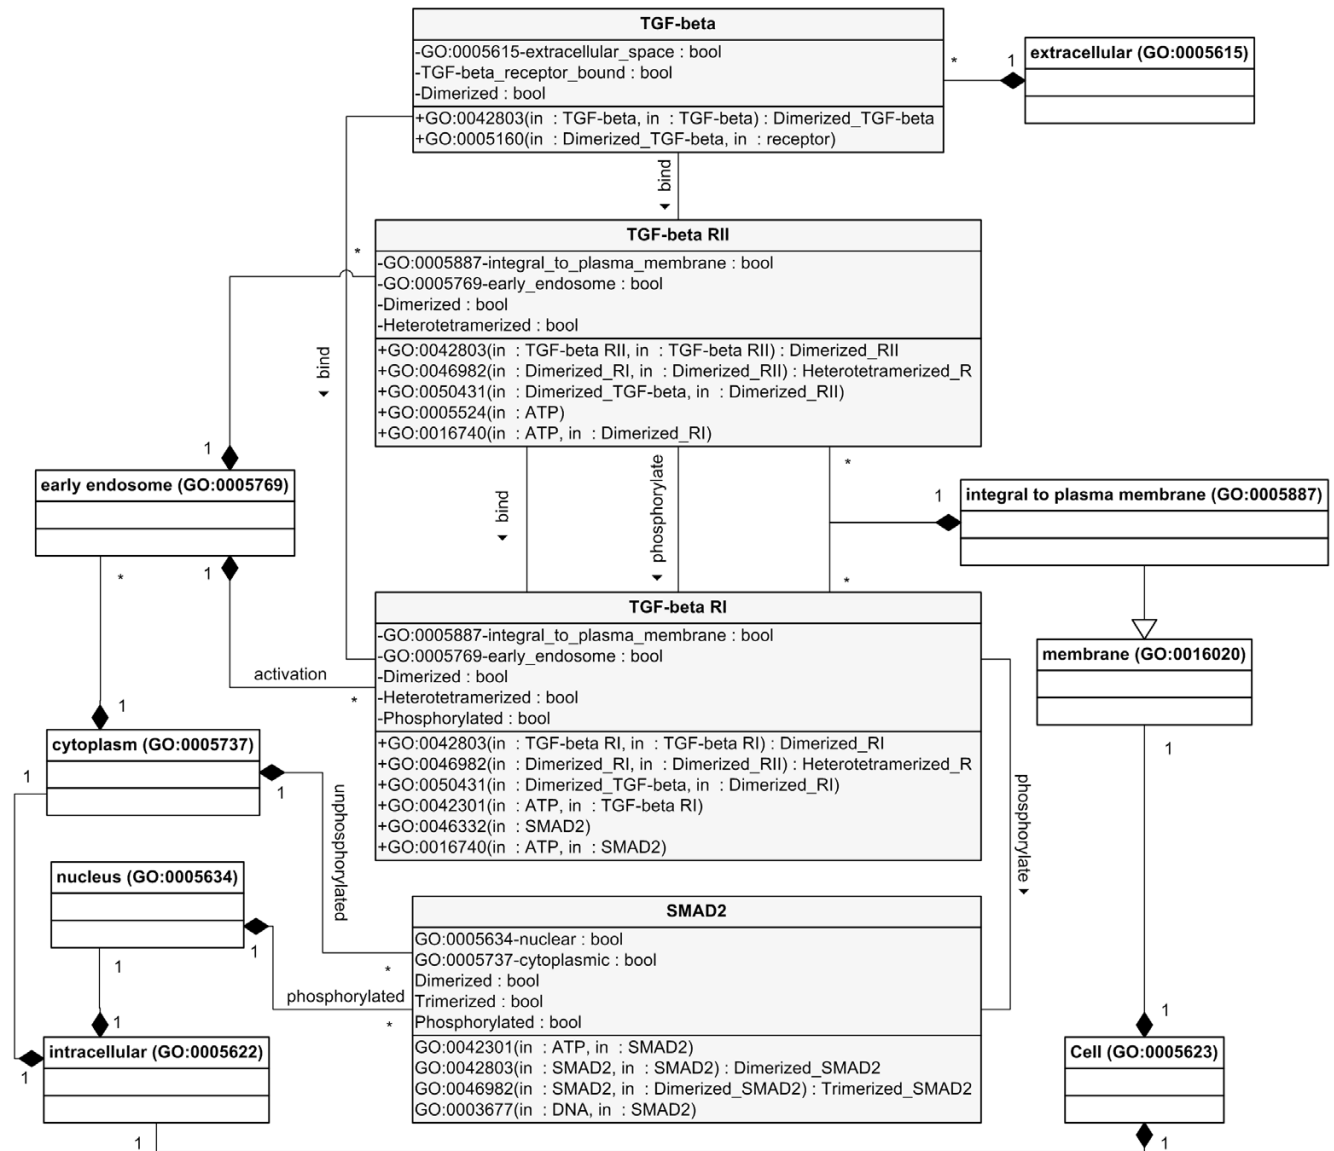 TGF-beta
-GO:0005615-extracellular_space : bool
-TGF-beta_receptor_bound : bool
-Dimerized : bool
+GO:0042803(in : TGF-beta, in : TGF-beta) : Dimerized_TGF-beta
+GO:0005160(in : Dimerized_TGF-beta, in : receptor)
*
1
extracellular (GO:0005615)
bind
TGF-beta RII
-GO:0005887-integral_to_plasma_membrane : bool
-GO:0005769-early_endosome : bool
-Dimerized : bool
-Heterotetramerized : bool
+GO:0042803(in : TGF-beta RII, in : TGF-beta RII) : Dimerized_RII
+GO:0046982(in : Dimerized_RI, in : Dimerized_RII) : Heterotetramerized_R
+GO:0050431(in : Dimerized_TGF-beta, in : Dimerized_RII)
+GO:0005524(in : ATP)
+GO:0016740(in : ATP, in : Dimerized_RI)
*
bind
1
early endosome (GO:0005769)
*
1
bind
phosphorylate
*
1
*
integral to plasma membrane (GO:0005887)
TGF-beta RI
-GO:0005887-integral_to_plasma_membrane : bool
-GO:0005769-early_endosome : bool
-Dimerized : bool
-Heterotetramerized : bool
-Phosphorylated : bool
+GO:0042803(in : TGF-beta RI, in : TGF-beta RI) : Dimerized_RI
+GO:0046982(in : Dimerized_RI, in : Dimerized_RII) : Heterotetramerized_R
+GO:0050431(in : Dimerized_TGF-beta, in : Dimerized_RI)
+GO:0042301(in : ATP, in : TGF-beta RI)
+GO:0046332(in : SMAD2)
+GO:0016740(in : ATP, in : SMAD2)
activation
*
membrane (GO:0016020)
1
1
cytoplasm (GO:0005737)
1
1
unphosphorylated
*
phosphorylate
nucleus (GO:0005634)
1
1
phosphorylated
*
SMAD2
GO:0005634-nuclear : bool
GO:0005737-cytoplasmic : bool
Dimerized : bool
Trimerized : bool
Phosphorylated : bool
GO:0042301(in : ATP, in : SMAD2)
GO:0042803(in : SMAD2, in : SMAD2) : Dimerized_SMAD2
GO:0046982(in : SMAD2, in : Dimerized_SMAD2) : Trimerized_SMAD2
GO:0003677(in : DNA, in : SMAD2)
1
intracellular (GO:0005622)
1
1
1
Cell (GO:0005623)
1